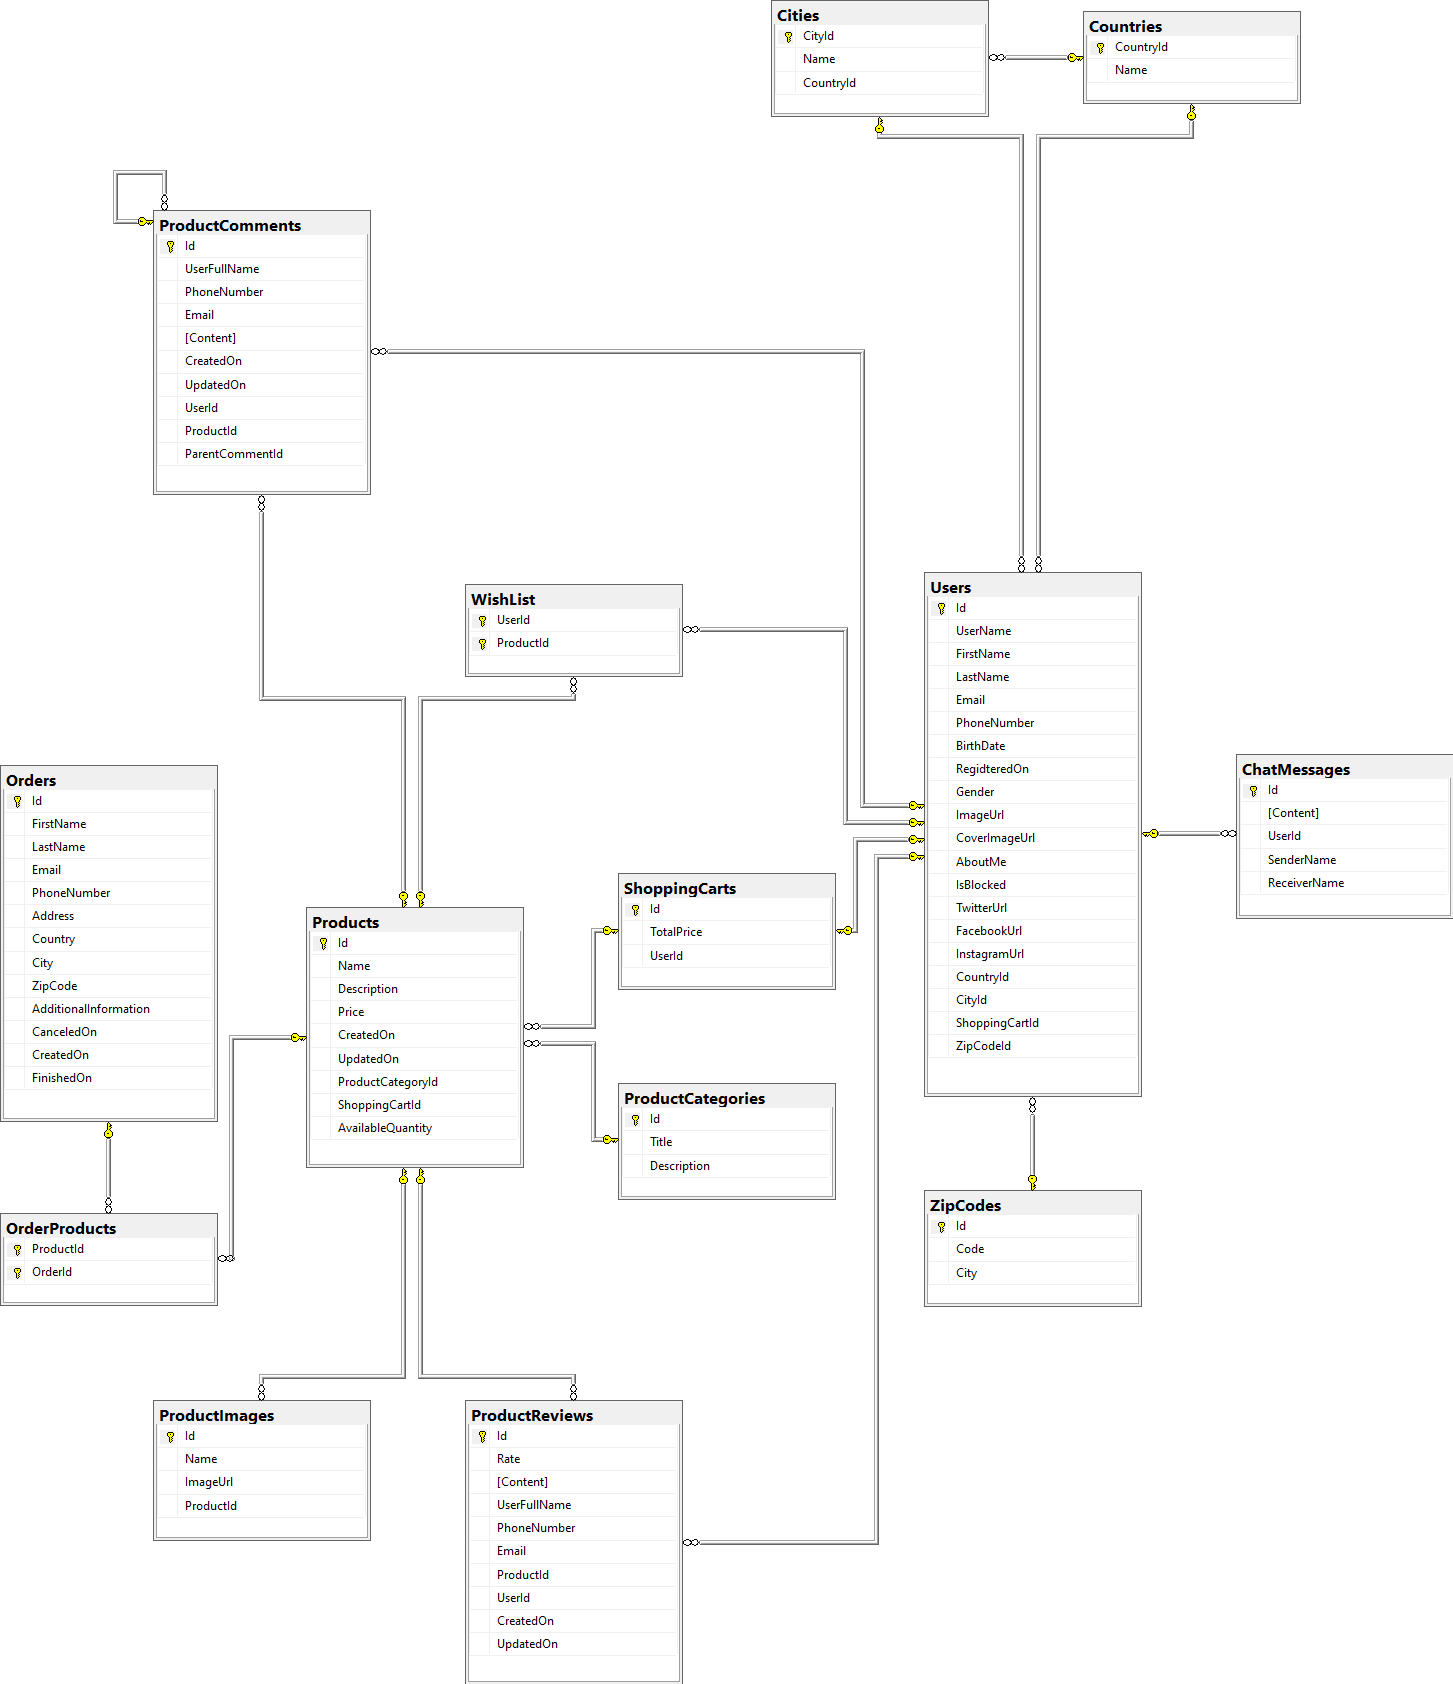 Cities
CityId
Name
CountryId
Countries
CountryId
Name
ProductComments
Id
UserFullName
PhoneNumber
Email
[Content]
CreatedOn
UpdatedOn
UserId
ProductId
ParentCommentId
WishList
UserId
ProductId
Users
Id
UserName
FirstName
LastName
Email
PhoneNumber
BirthDate
RegidteredOn
Gender
ImageUrl
CoverImageUrl
AboutMe
IsBlocked
TwitterUrl
FacebookUrl
InstagramUrl
CountryId
CityId
ShoppingCartId
ZipCodeId
ChatMessages
Id
[Content]
UserId
SenderName
ReceiverName
Orders
Id
FirstName
LastName
Email
PhoneNumber
Address
Country
City
ZipCode
AdditionalInformation
CanceledOn
CreatedOn
FinishedOn
ShoppingCarts
Id
TotalPrice
UserId
Products
Id
Name
Description
Price
CreatedOn
UpdatedOn
ProductCategoryId
ShoppingCartId
AvailableQuantity
ProductCategories
Id
Title
Description
ZipCodes
Id
Code
City
OrderProducts
ProductId
OrderId
ProductImages
Id
Name
ImageUrl
ProductId
ProductReviews
Id
Rate
[Content]
UserFullName
PhoneNumber
Email
ProductId
UserId
CreatedOn
UpdatedOn